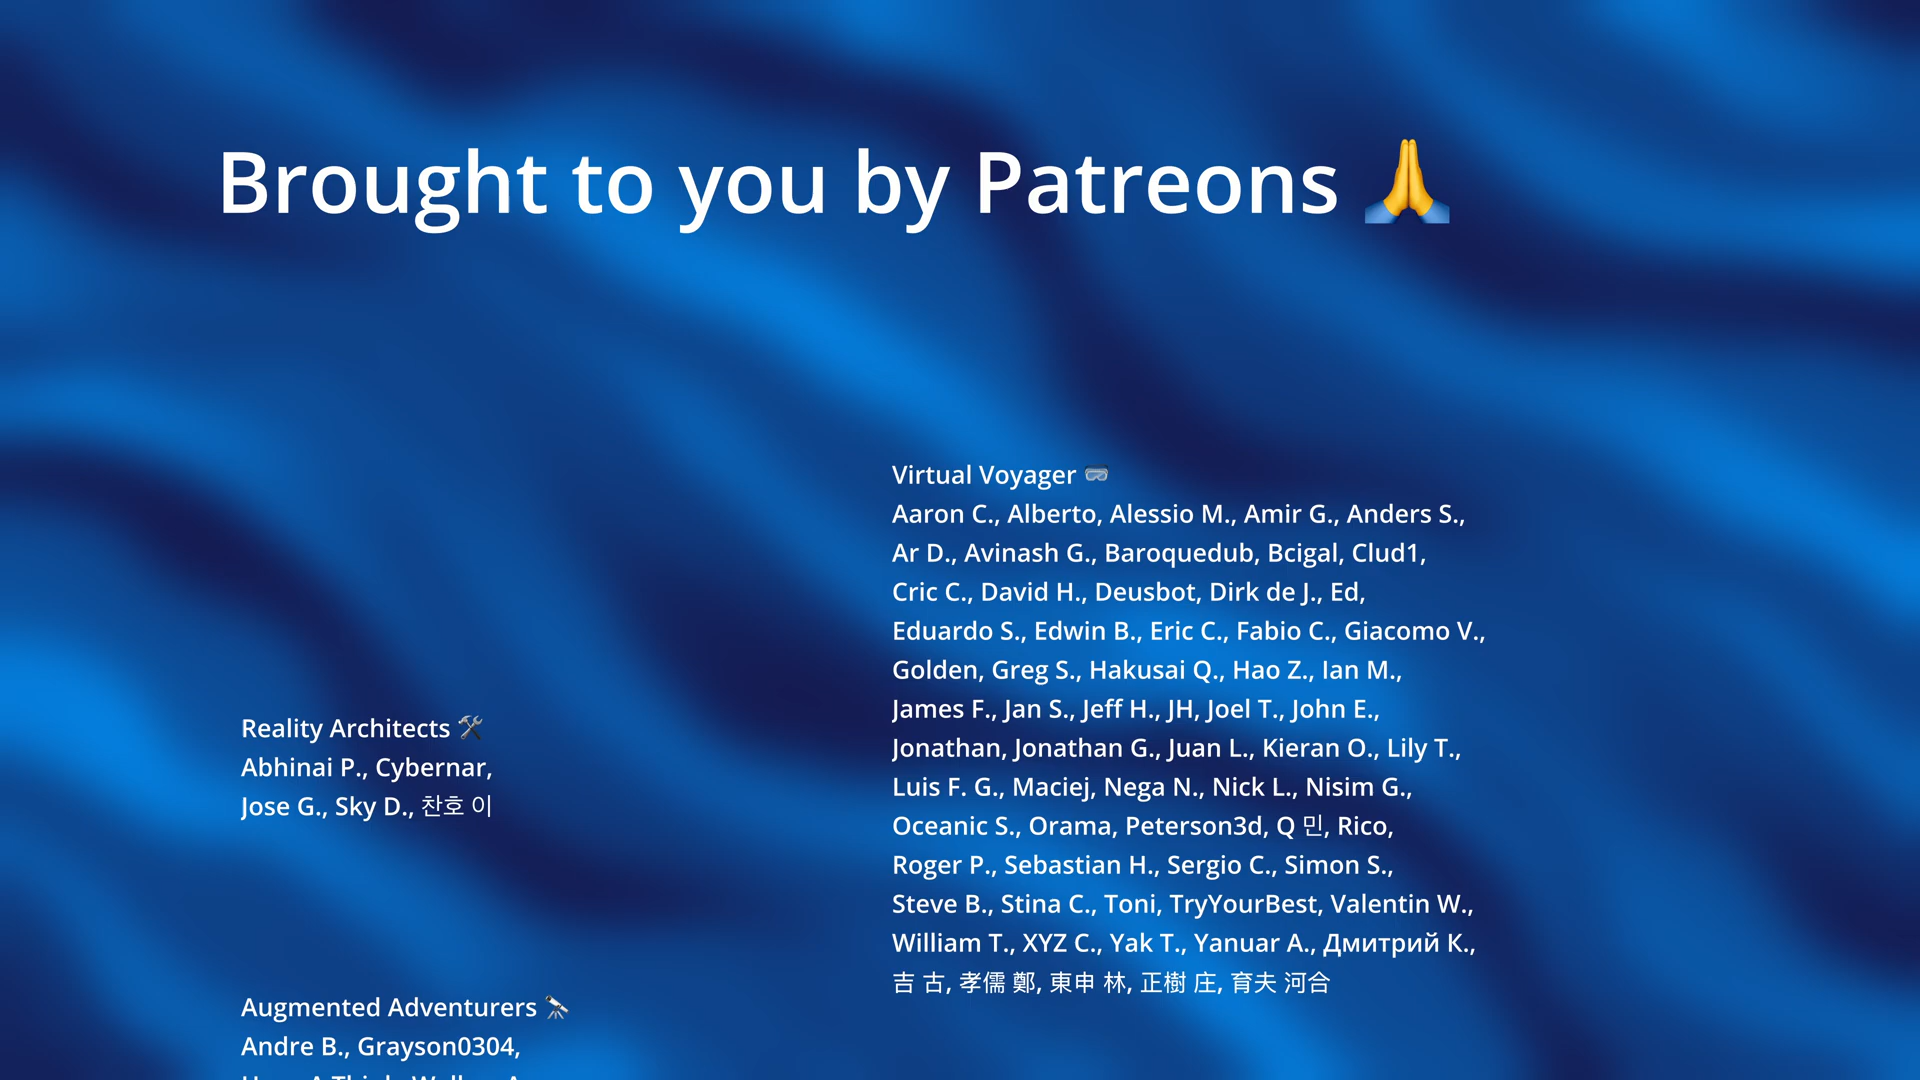 Brought to you by Patreons 🙏
Reality Architects 🛠️
Abhinai P., Cybernar,
Jose G., Sky D., 찬호 이
Augmented Adventurers 🔭
Andre B., Grayson0304,
Virtual Voyager 🥽
Aaron C., Alberto, Alessio M., Amir G., Anders S.,
Ar D., Avinash G., Baroquedub, Bcigal, Clud1,
Cric C., David H., Deusbot, Dirk de J., Ed,
Eduardo S., Edwin B., Eric C., Fabio C., Giacomo V.,
Golden, Greg S., Hakusai Q., Hao Z., Ian M.,
James F., Jan S., Jeff H., JH, Joel T., John E.,
Jonathan, Jonathan G., Juan L., Kieran O., Lily T.,
Luis F. G., Maciej, Nega N., Nick L., Nisim G.,
Oceanic S., Orama, Peterson3d, Q 민, Rico,
Roger P., Sebastian H., Sergio C., Simon S.,
Steve B., Stina C., Toni, TryYourBest, Valentin W.,
William T., XYZ C., Yak T., Yanuar A., Дмитрий К.,
吉 古, 孝儒 鄭, 東申 林, 正樹 庄, 育夫 河合